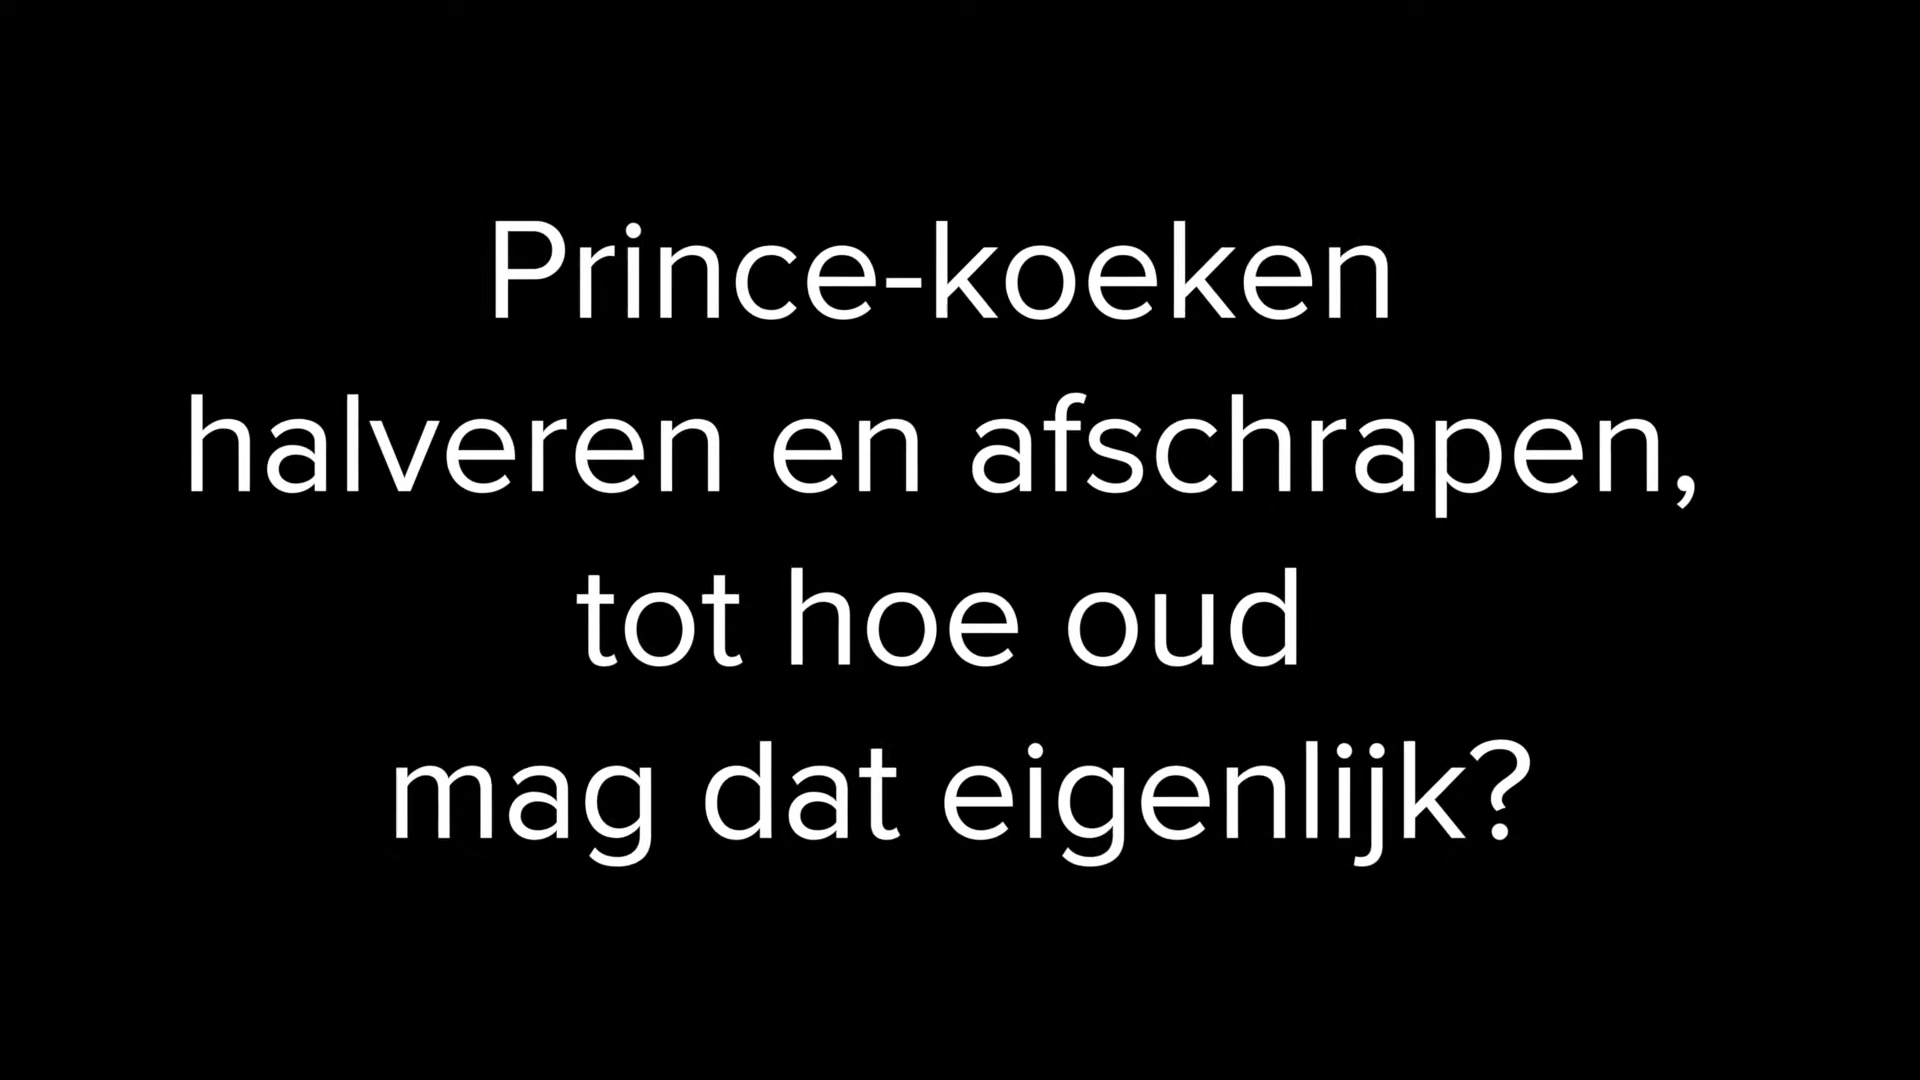 Prince-koeken
halveren en afschrapen,
tot hoe oud
mag dat eigenlijk?